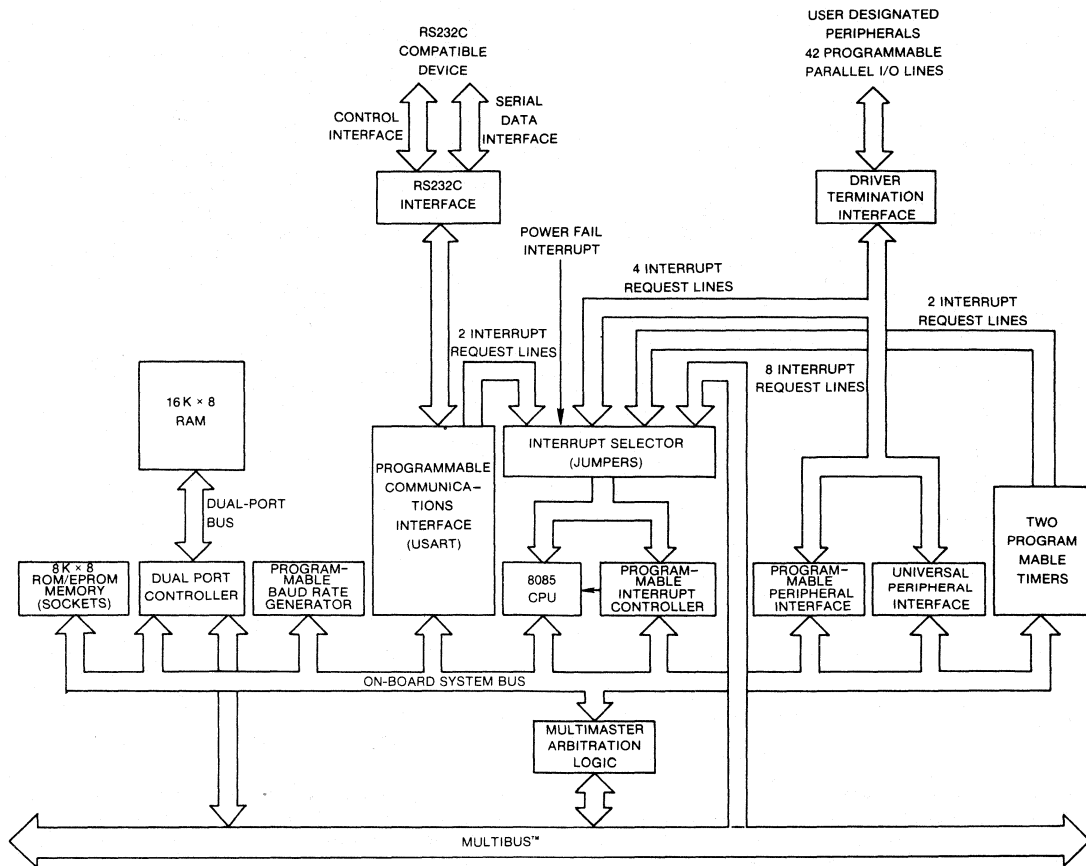 RS232C
COMPATIBLE
DEVICE
USER DESIGNATED
PERIPHERALS
42 PROGRAMMABLE
PARALLEL I/O LINES
CONTROL
INTERFACE
SERIAL
DATA
INTERFACE
RS232C
INTERFACE
DRIVER
TERMINATION
INTERFACE
POWER FAIL
INTERRUPT
4 INTERRUPT
REQUEST LINES
2 INTERRUPT
REQUEST LINES
2 INTERRUPT
REQUEST LINES
8 INTERRUPT
REQUEST LINES
16K × 8
RAM
DUAL-PORT
BUS
PROGRAMMABLE
COMMUNICA-
TIONS
INTERFACE
(USART)
INTERRUPT SELECTOR
(JUMPERS)
8K × 8
ROM/EPROM
MEMORY
(SOCKETS)
DUAL PORT
CONTROLLER
PROGRAM-
MABLE
BAUD RATE
GENERATOR
8085
CPU
PROGRAM-
MABLE
INTERRUPT
CONTROLLER
PROGRAM-
MABLE
PERIPHERAL
INTERFACE
UNIVERSAL
PERIPHERAL
INTERFACE
TWO
PROGRAM
MABLE
TIMERS
ON-BOARD SYSTEM BUS
MULTIMASTER
ARBITRATION
LOGIC
MULTIBUS™